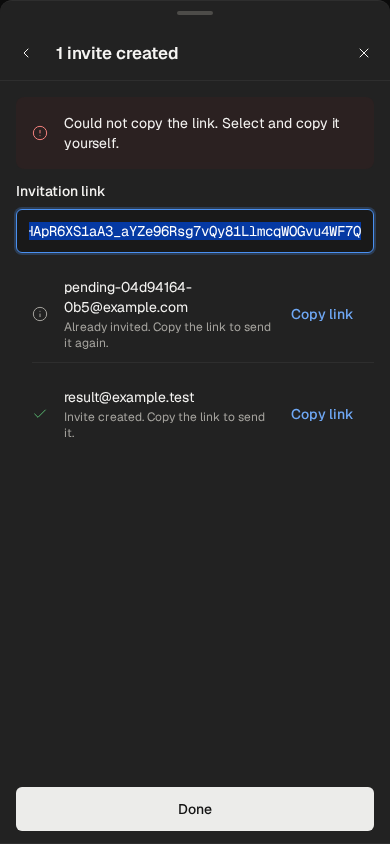 1 invite created
Could not copy the link. Select and copy it
yourself.
Invitation link
HApR6XS1aA3_aYZe96Rsg7vQy81LlmcqWOGvu4WF7Q
pending-04d94164-
0b5@example.com
Already invited. Copy the link to send
it again.
Copy link
result@example.test
Invite created. Copy the link to send
it.
Copy link
Done